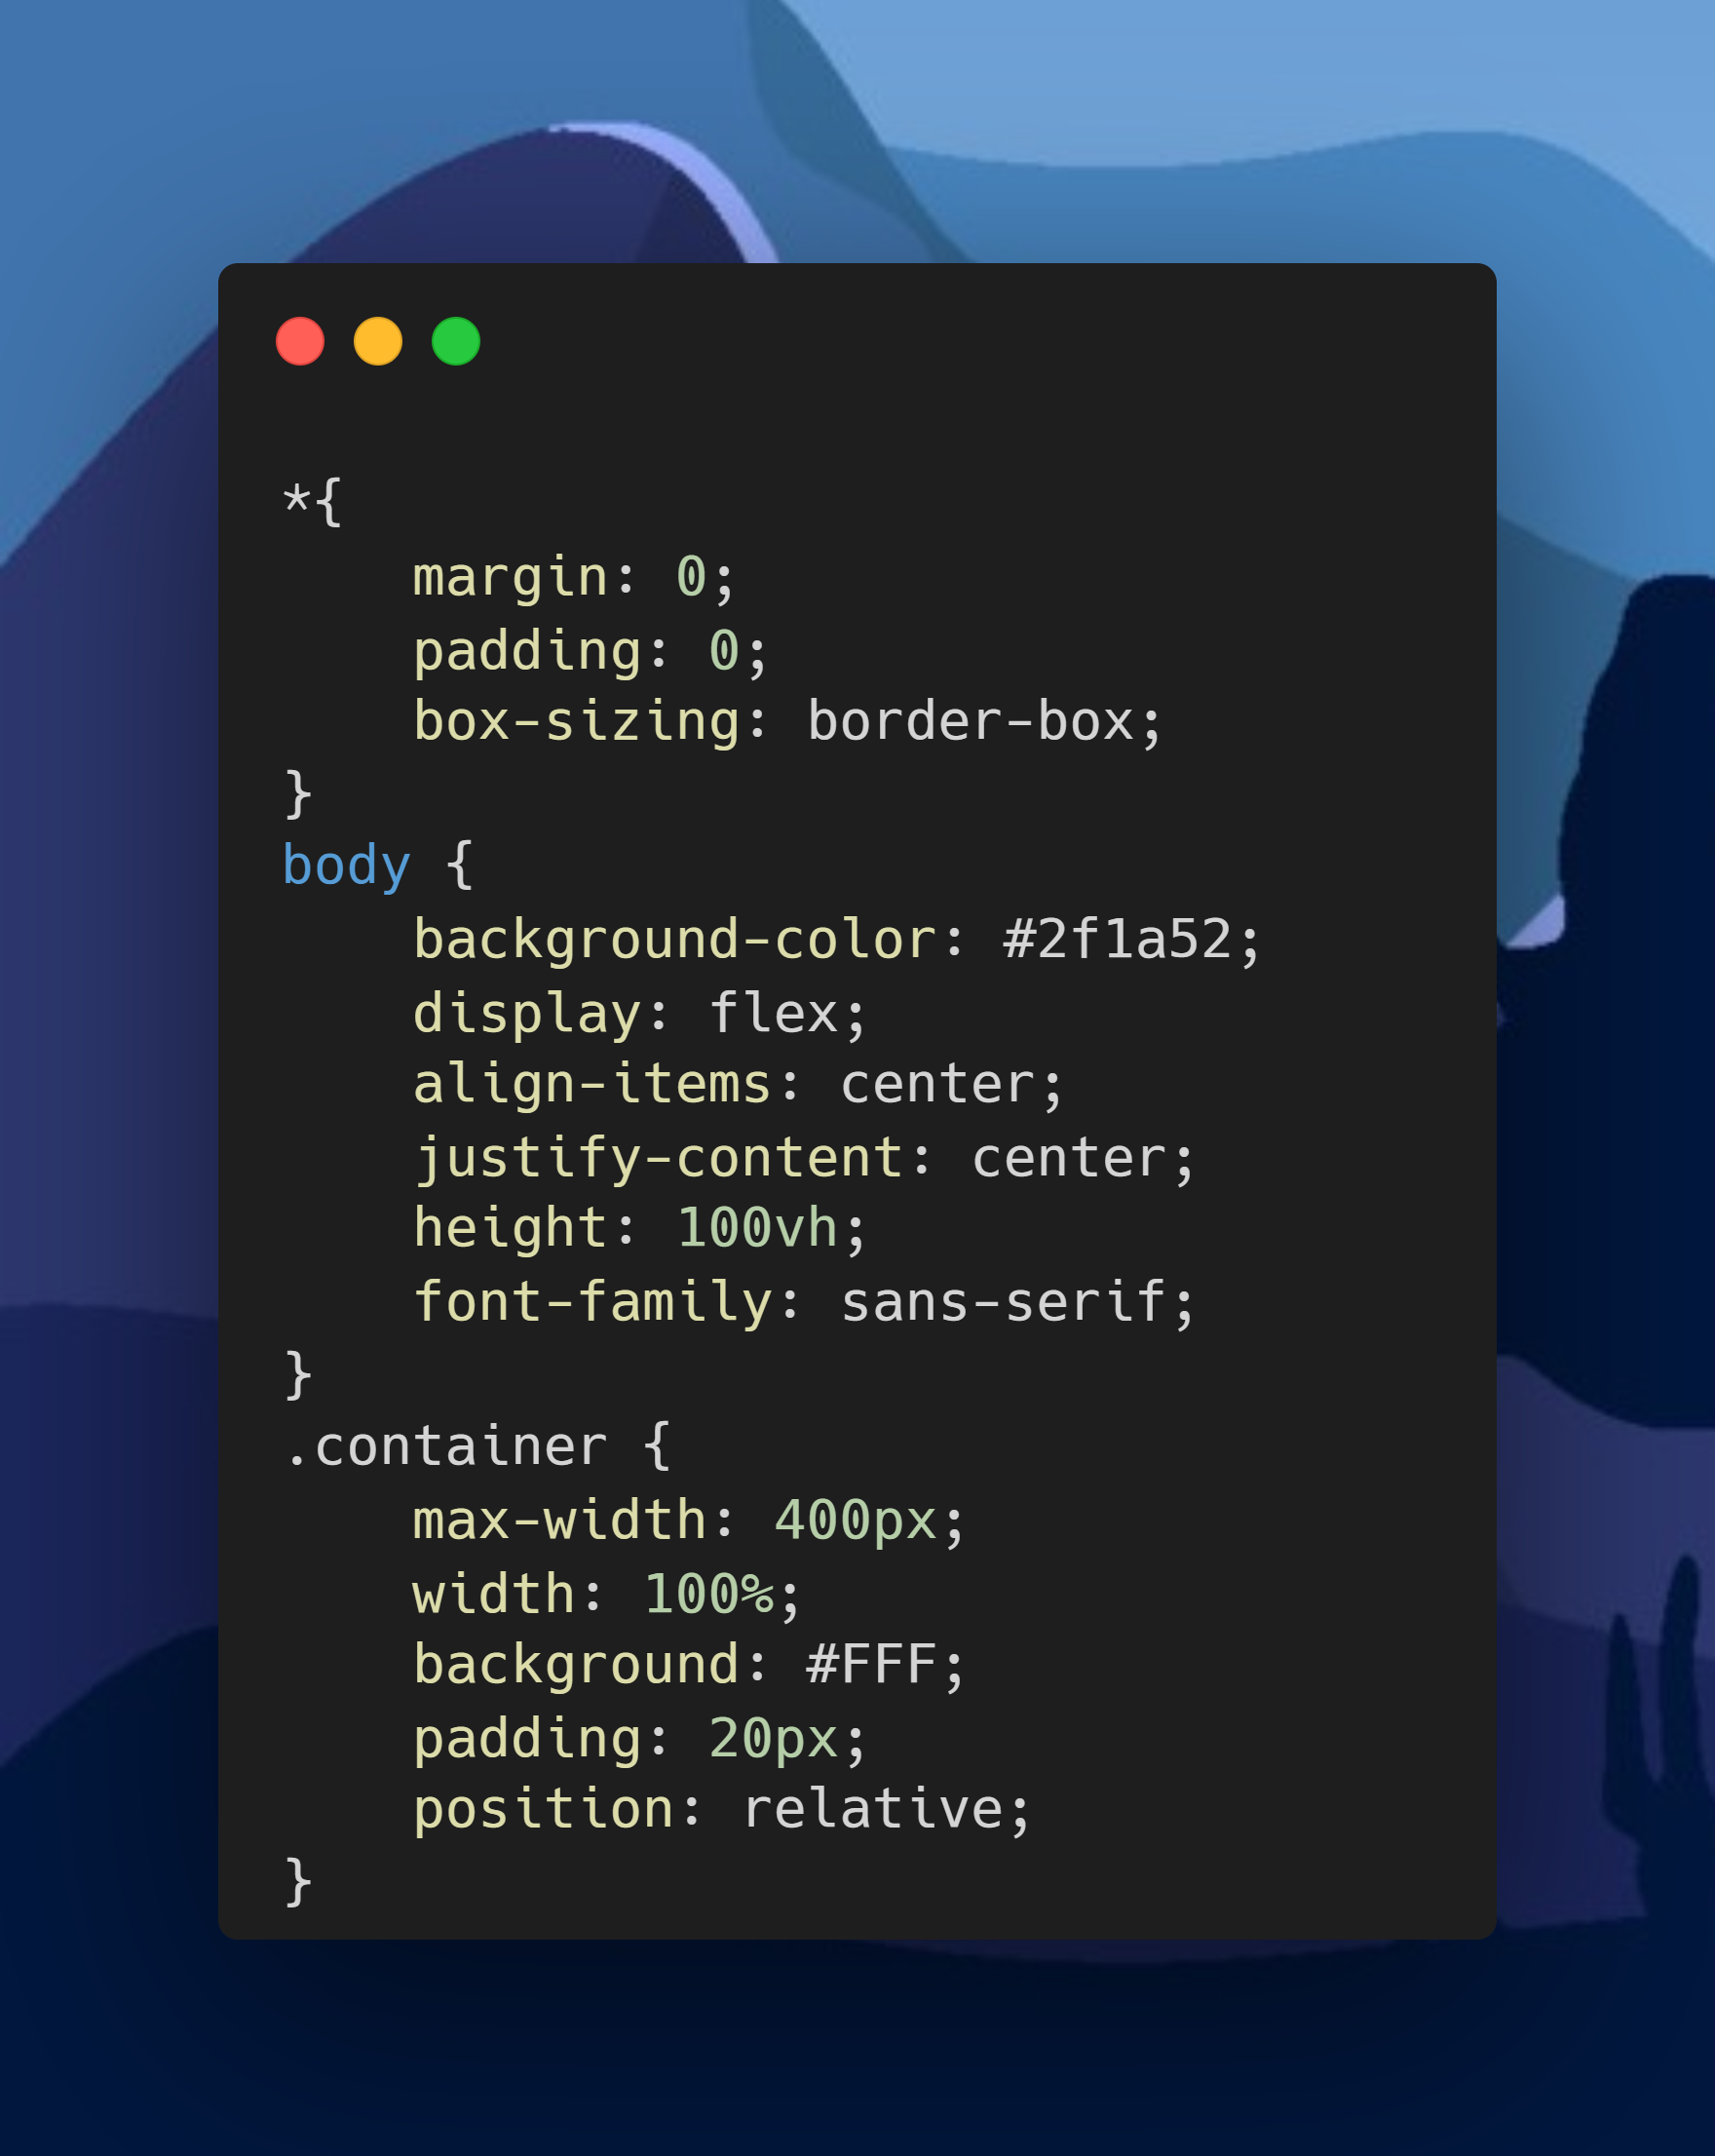 *{
    margin: 0;
    padding: 0;
    box-sizing: border-box;
}
body {
    background-color: #2f1a52;
    display: flex;
    align-items: center;
    justify-content: center;
    height: 100vh;
    font-family: sans-serif;
}
.container {
    max-width: 400px;
    width: 100%;
    background: #FFF;
    padding: 20px;
    position: relative;
}